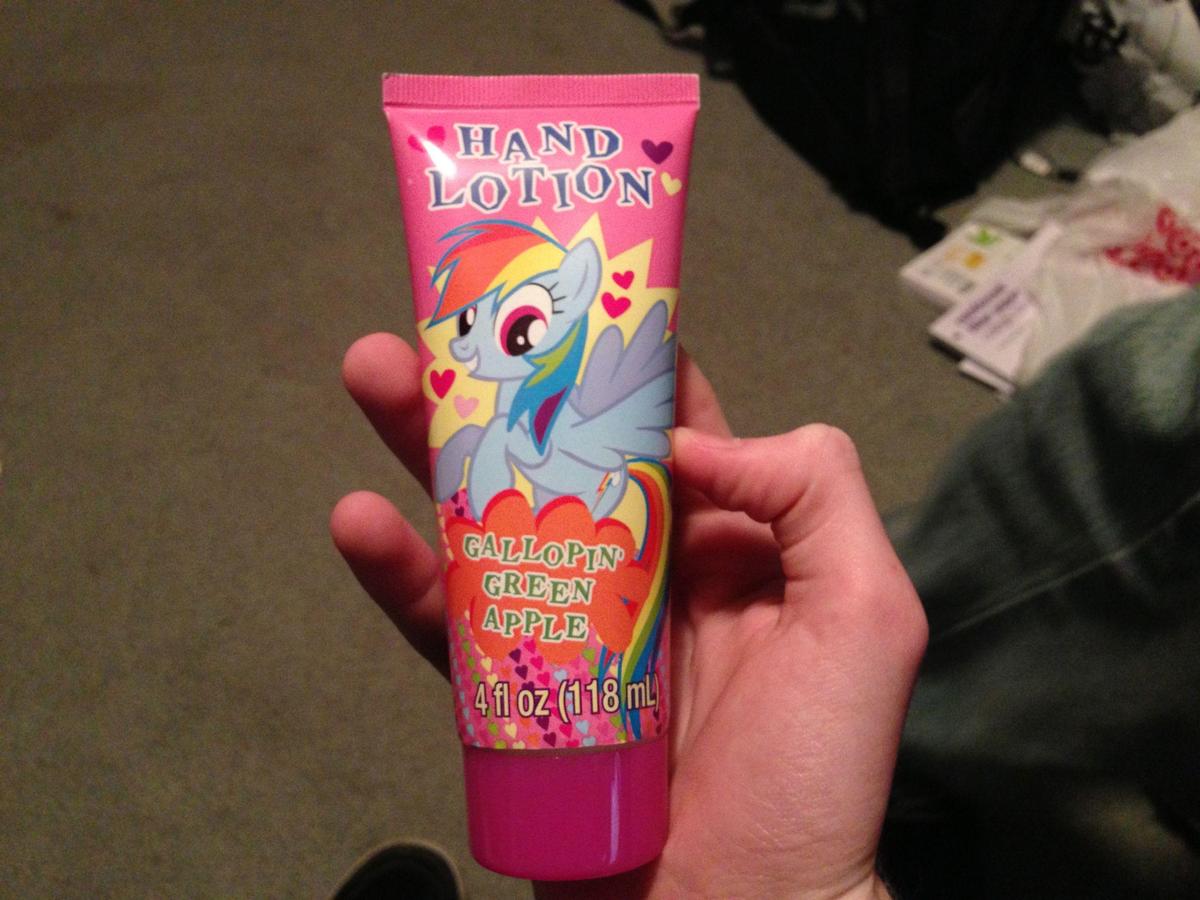 HAND
LOTION
GALLOPIN'
GREEN
APPLE
4 fl oz (118 mL)